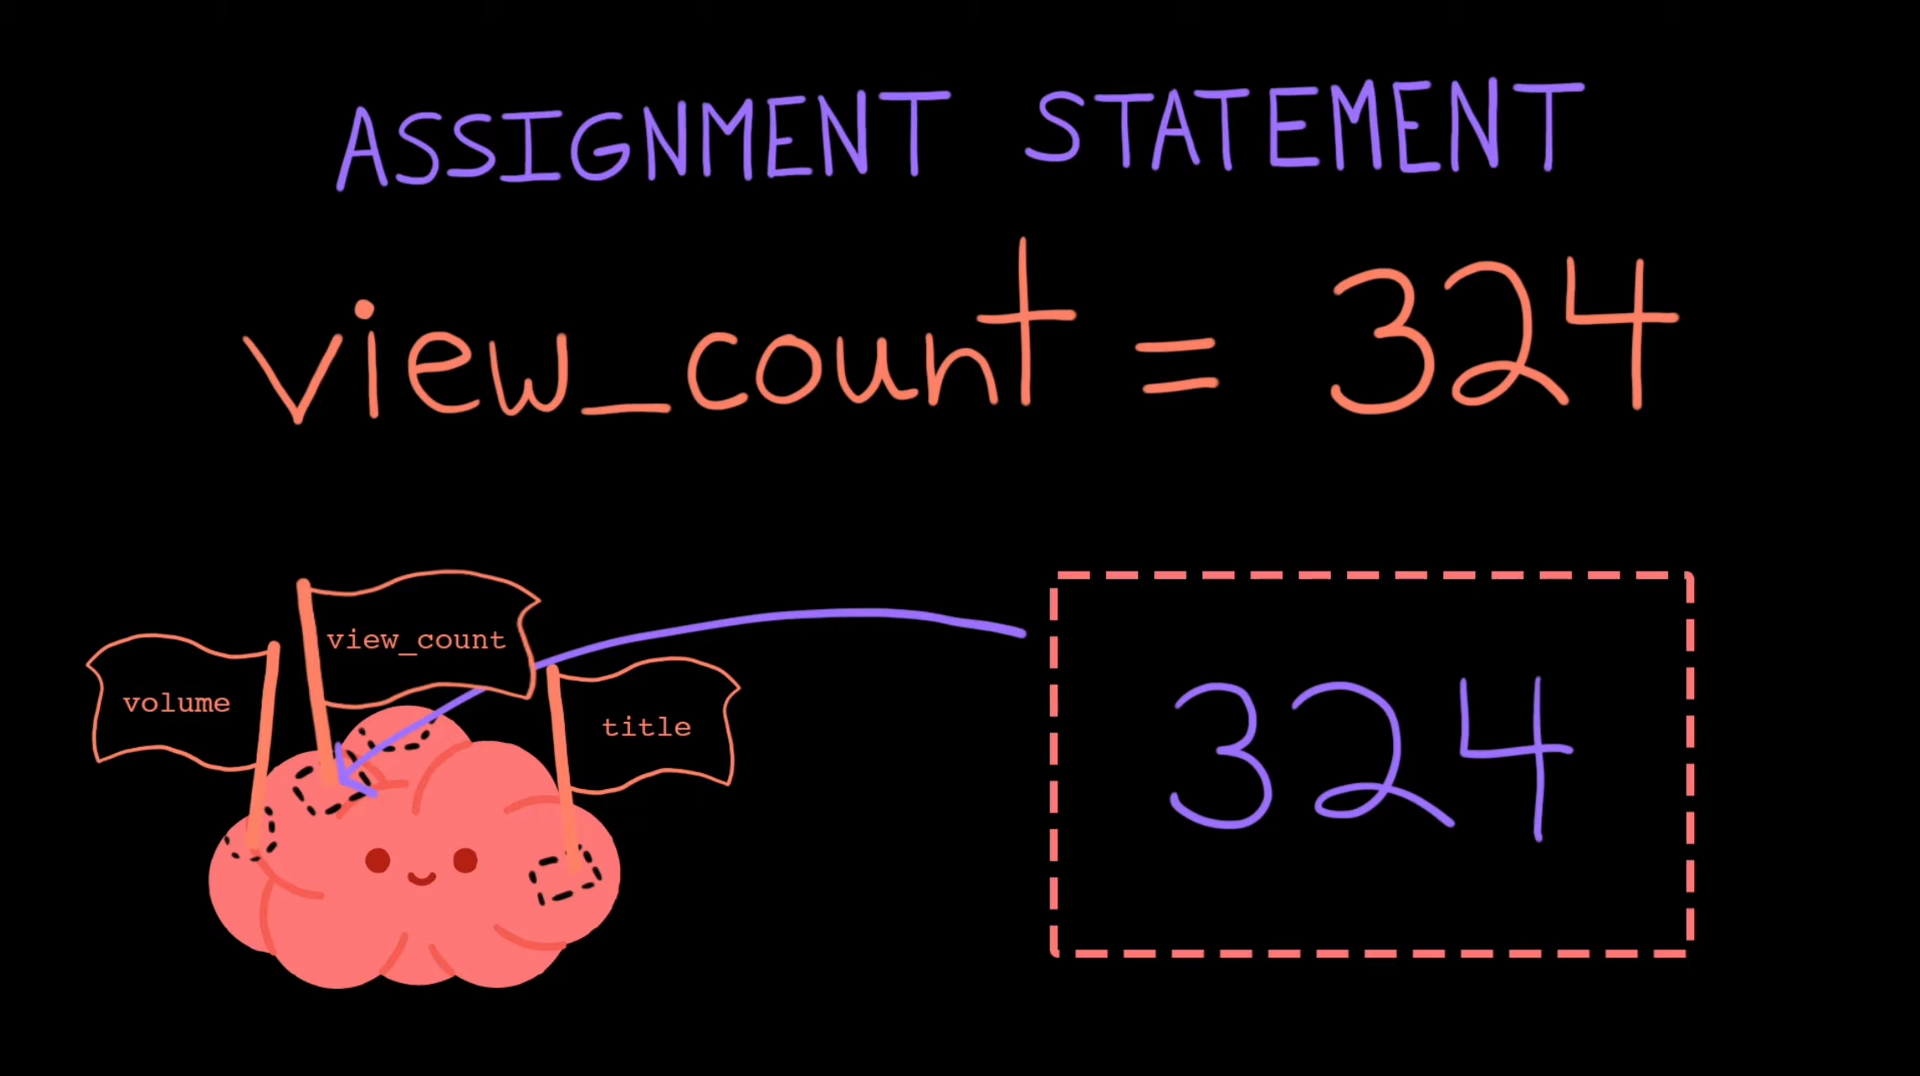 ASSIGNMENT STATEMENT
view_count = 324
view_count
volume
title
324